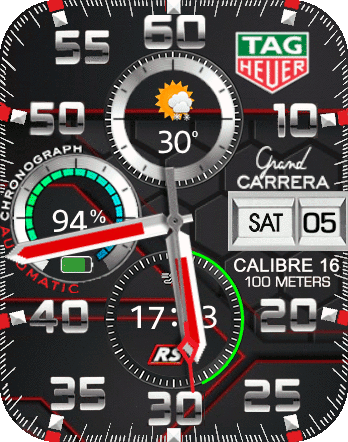 60
55
TAG
HEUER
50
10
30°
Grand
CARRERA
CHRONOGRAPH
94%
SAT 05
AUTOMATIC
CALIBRE 16
100 METERS
40
20
RS
35
25
30